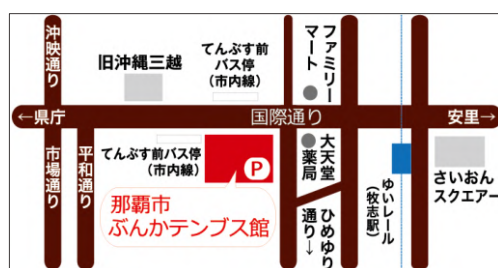 沖映通り
旧沖縄三越
てんぶす前
バス停
(市内線)
ファミリー
マート
←県庁
国際通り
安里→
市場通り
平和通り
てんぶす前バス停
(市内線)
P
大天堂
薬局
ゆいレール
(牧志駅)
さいおん
スクエアー
那覇市
ぶんかテンブス館
ひめゆり
通り→